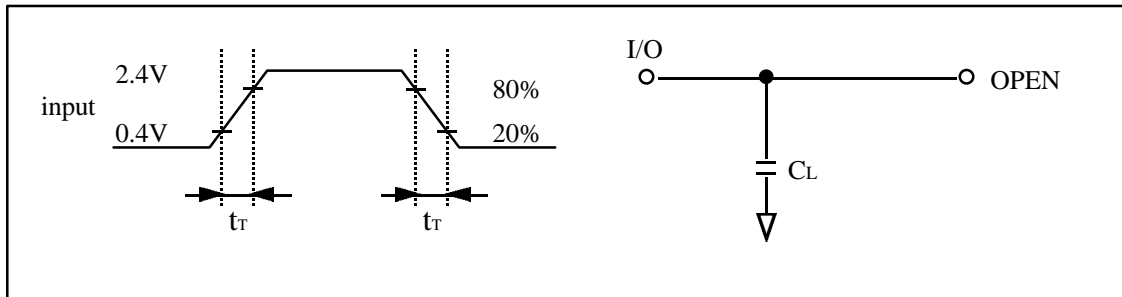 2.4V
input
0.4V
80%
20%
tT
tT
I/O
OPEN
CL